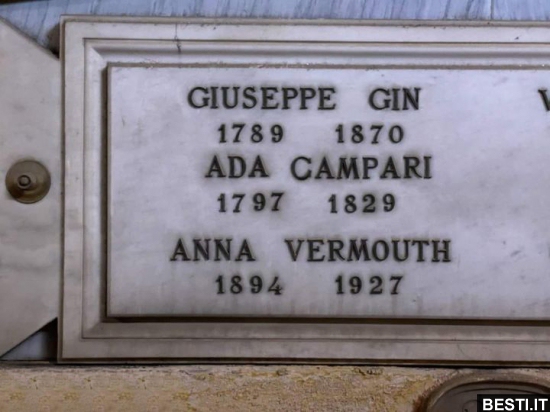 GIUSEPPE GIN
1789 1870
ADA CAMPARI
1797 1829
ANNA VERMOUTH
1894 1927
BESTI.IT